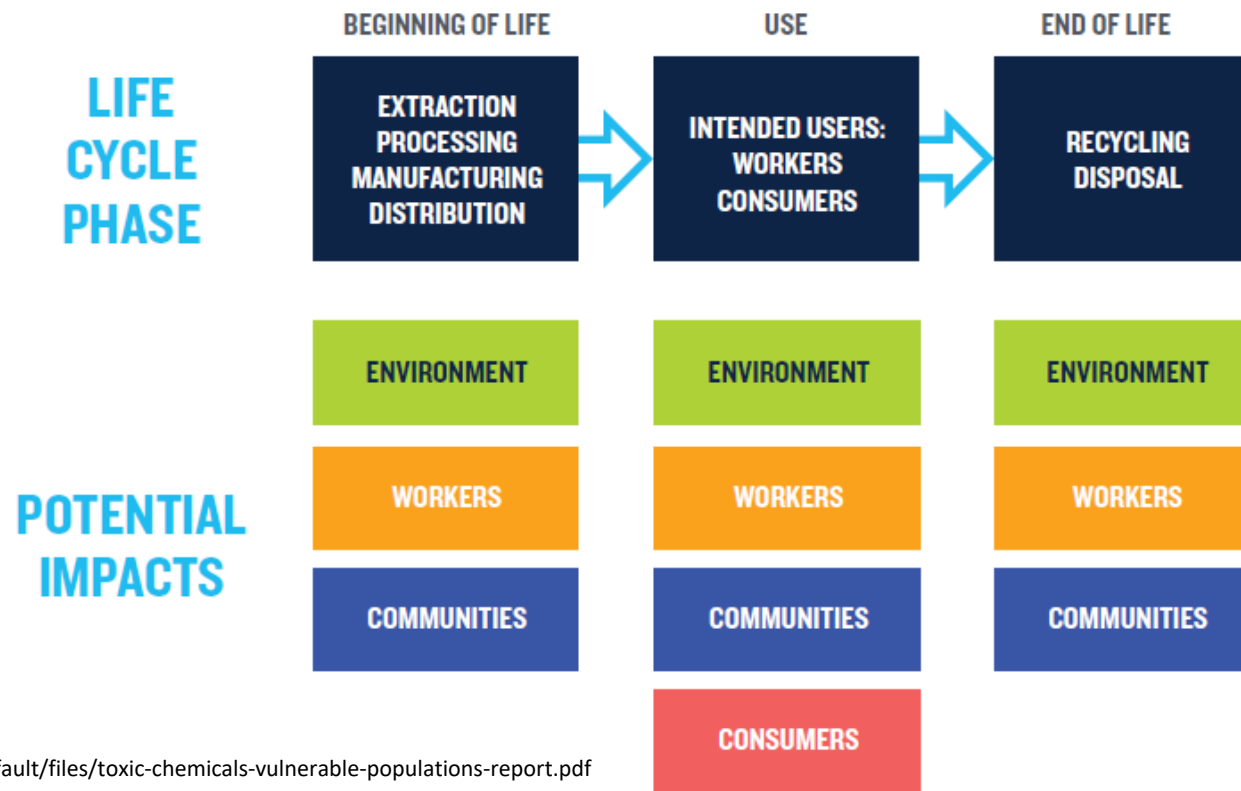 BEGINNING OF LIFE
USE
END OF LIFE
LIFE
CYCLE
PHASE
EXTRACTION
PROCESSING
MANUFACTURING
DISTRIBUTION
INTENDED USERS:
WORKERS
CONSUMERS
RECYCLING
DISPOSAL
POTENTIAL
IMPACTS
ENVIRONMENT
ENVIRONMENT
ENVIRONMENT
WORKERS
WORKERS
WORKERS
COMMUNITIES
COMMUNITIES
COMMUNITIES
CONSUMERS
ault/files/toxic-chemicals-vulnerable-populations-report.pdf